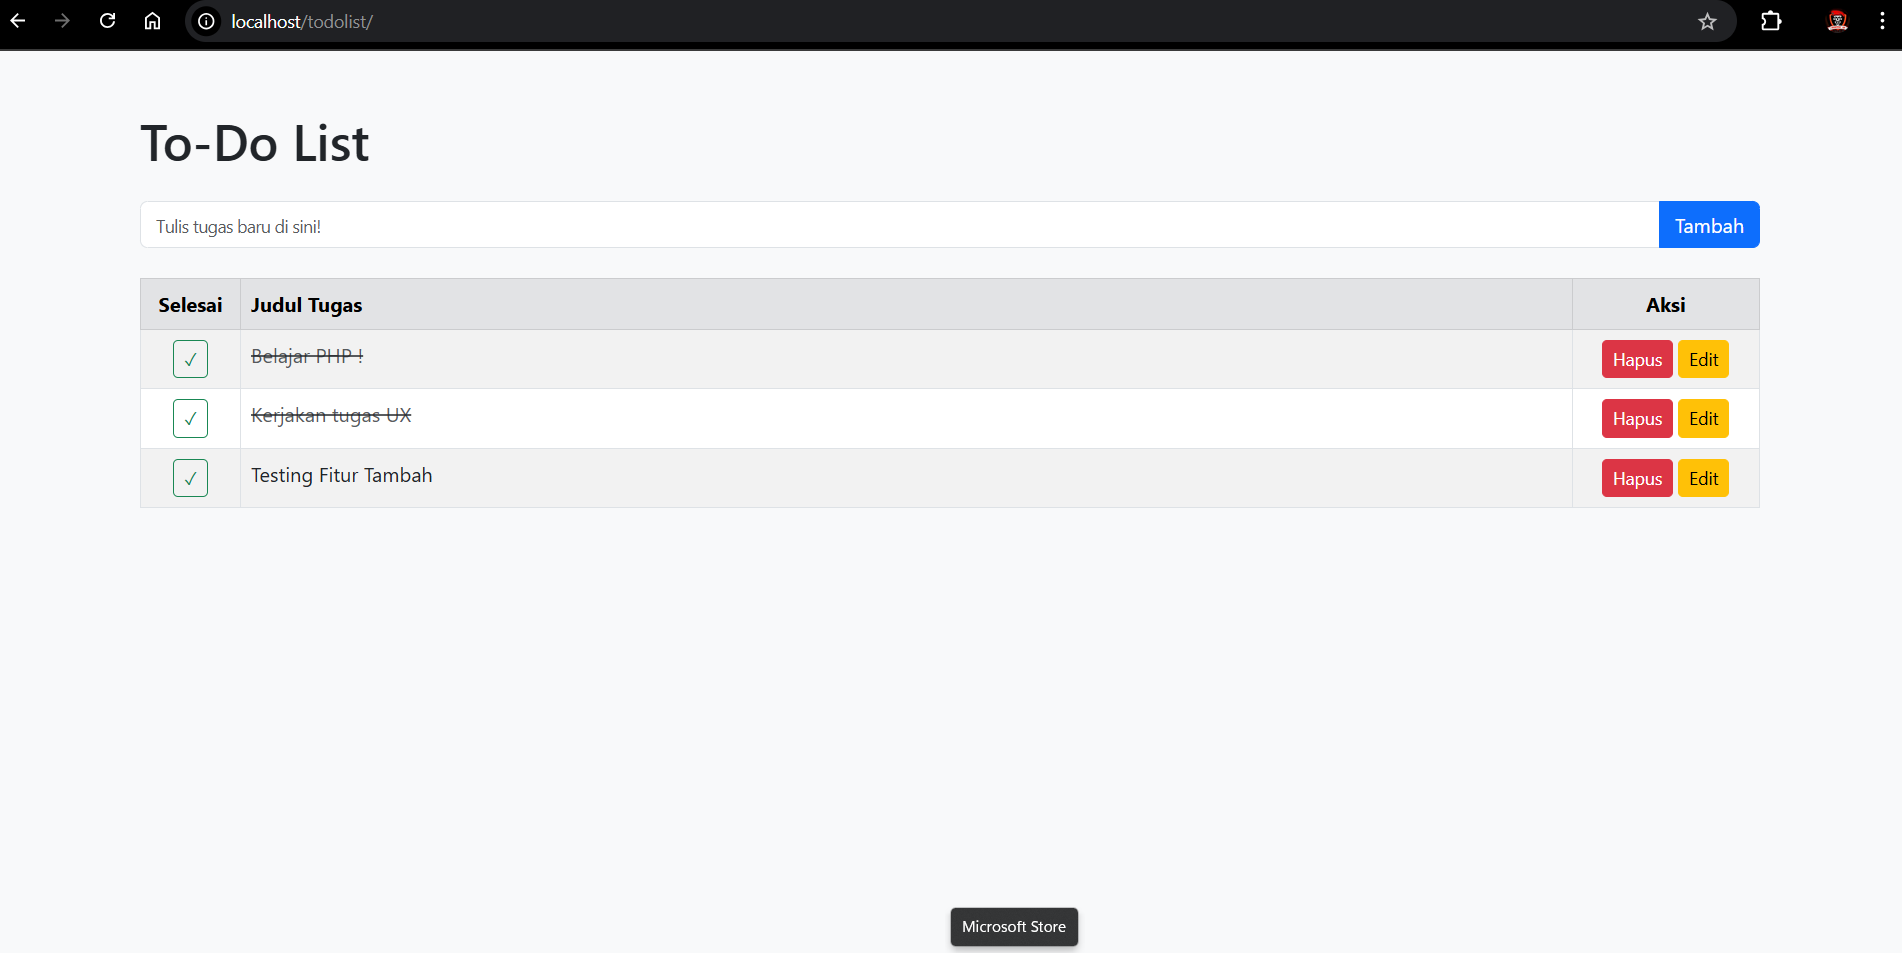 localhost/todolist/
To-Do List
Tulis tugas baru di sini!
Tambah
Selesai Judul Tugas Aksi
✓ Belajar PHP ! Hapus Edit
✓ Kerjakan tugas UX Hapus Edit
✓ Testing Fitur Tambah Hapus Edit
Microsoft Store